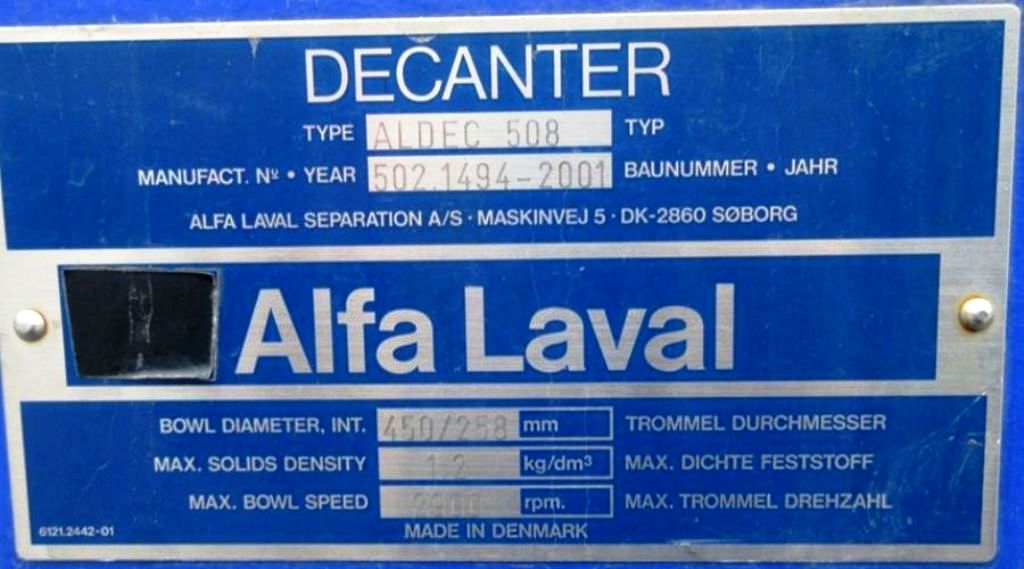 DECANTER
TYPE ALDEC 508 TYP
MANUFACT. Nº • YEAR 502.1494-2001 BAUNUMMER • JAHR
ALFA LAVAL SEPARATION A/S · MASKINVEJ 5 · DK-2860 SØBORG
Alfa Laval
BOWL DIAMETER, INT. 450/258 mm TROMMEL DURCHMESSER
MAX. SOLIDS DENSITY 1.2 kg/dm³ MAX. DICHTE FESTSTOFF
MAX. BOWL SPEED rpm. MAX. TROMMEL DREHZAHL
6121.2442-01 MADE IN DENMARK